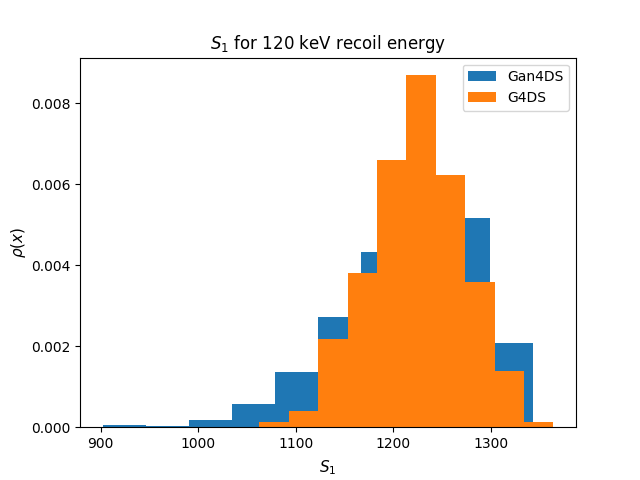 S₁ for 120 keV recoil energy
Gan4DS
G4DS
ρ(x)
0.008
0.006
0.004
0.002
0.000
900 1000 1100 1200 1300
S₁